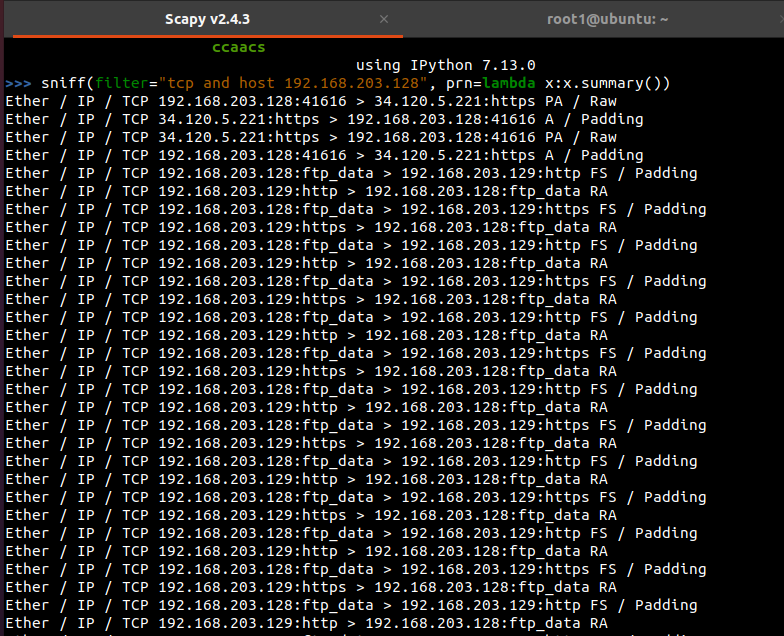 Scapy v2.4.3 × root1@ubuntu: ~
ccaacs
using IPython 7.13.0
>>> sniff(filter="tcp and host 192.168.203.128", prn=lambda x:x.summary())
Ether / IP / TCP 192.168.203.128:41616 > 34.120.5.221:https PA / Raw
Ether / IP / TCP 34.120.5.221:https > 192.168.203.128:41616 A / Padding
Ether / IP / TCP 34.120.5.221:https > 192.168.203.128:41616 PA / Raw
Ether / IP / TCP 192.168.203.128:41616 > 34.120.5.221:https A / Padding
Ether / IP / TCP 192.168.203.128:ftp_data > 192.168.203.129:http FS / Padding
Ether / IP / TCP 192.168.203.129:http > 192.168.203.128:ftp_data RA
Ether / IP / TCP 192.168.203.128:ftp_data > 192.168.203.129:https FS / Padding
Ether / IP / TCP 192.168.203.129:https > 192.168.203.128:ftp_data RA
Ether / IP / TCP 192.168.203.128:ftp_data > 192.168.203.129:http FS / Padding
Ether / IP / TCP 192.168.203.129:http > 192.168.203.128:ftp_data RA
Ether / IP / TCP 192.168.203.128:ftp_data > 192.168.203.129:https FS / Padding
Ether / IP / TCP 192.168.203.129:https > 192.168.203.128:ftp_data RA
Ether / IP / TCP 192.168.203.128:ftp_data > 192.168.203.129:http FS / Padding
Ether / IP / TCP 192.168.203.129:http > 192.168.203.128:ftp_data RA
Ether / IP / TCP 192.168.203.128:ftp_data > 192.168.203.129:https FS / Padding
Ether / IP / TCP 192.168.203.129:https > 192.168.203.128:ftp_data RA
Ether / IP / TCP 192.168.203.128:ftp_data > 192.168.203.129:http FS / Padding
Ether / IP / TCP 192.168.203.129:http > 192.168.203.128:ftp_data RA
Ether / IP / TCP 192.168.203.128:ftp_data > 192.168.203.129:https FS / Padding
Ether / IP / TCP 192.168.203.129:https > 192.168.203.128:ftp_data RA
Ether / IP / TCP 192.168.203.128:ftp_data > 192.168.203.129:http FS / Padding
Ether / IP / TCP 192.168.203.129:http > 192.168.203.128:ftp_data RA
Ether / IP / TCP 192.168.203.128:ftp_data > 192.168.203.129:https FS / Padding
Ether / IP / TCP 192.168.203.129:https > 192.168.203.128:ftp_data RA
Ether / IP / TCP 192.168.203.128:ftp_data > 192.168.203.129:http FS / Padding
Ether / IP / TCP 192.168.203.129:http > 192.168.203.128:ftp_data RA
Ether / IP / TCP 192.168.203.128:ftp_data > 192.168.203.129:https FS / Padding
Ether / IP / TCP 192.168.203.129:https > 192.168.203.128:ftp_data RA
Ether / IP / TCP 192.168.203.128:ftp_data > 192.168.203.129:http FS / Padding
Ether / IP / TCP 192.168.203.129:http > 192.168.203.128:ftp_data RA